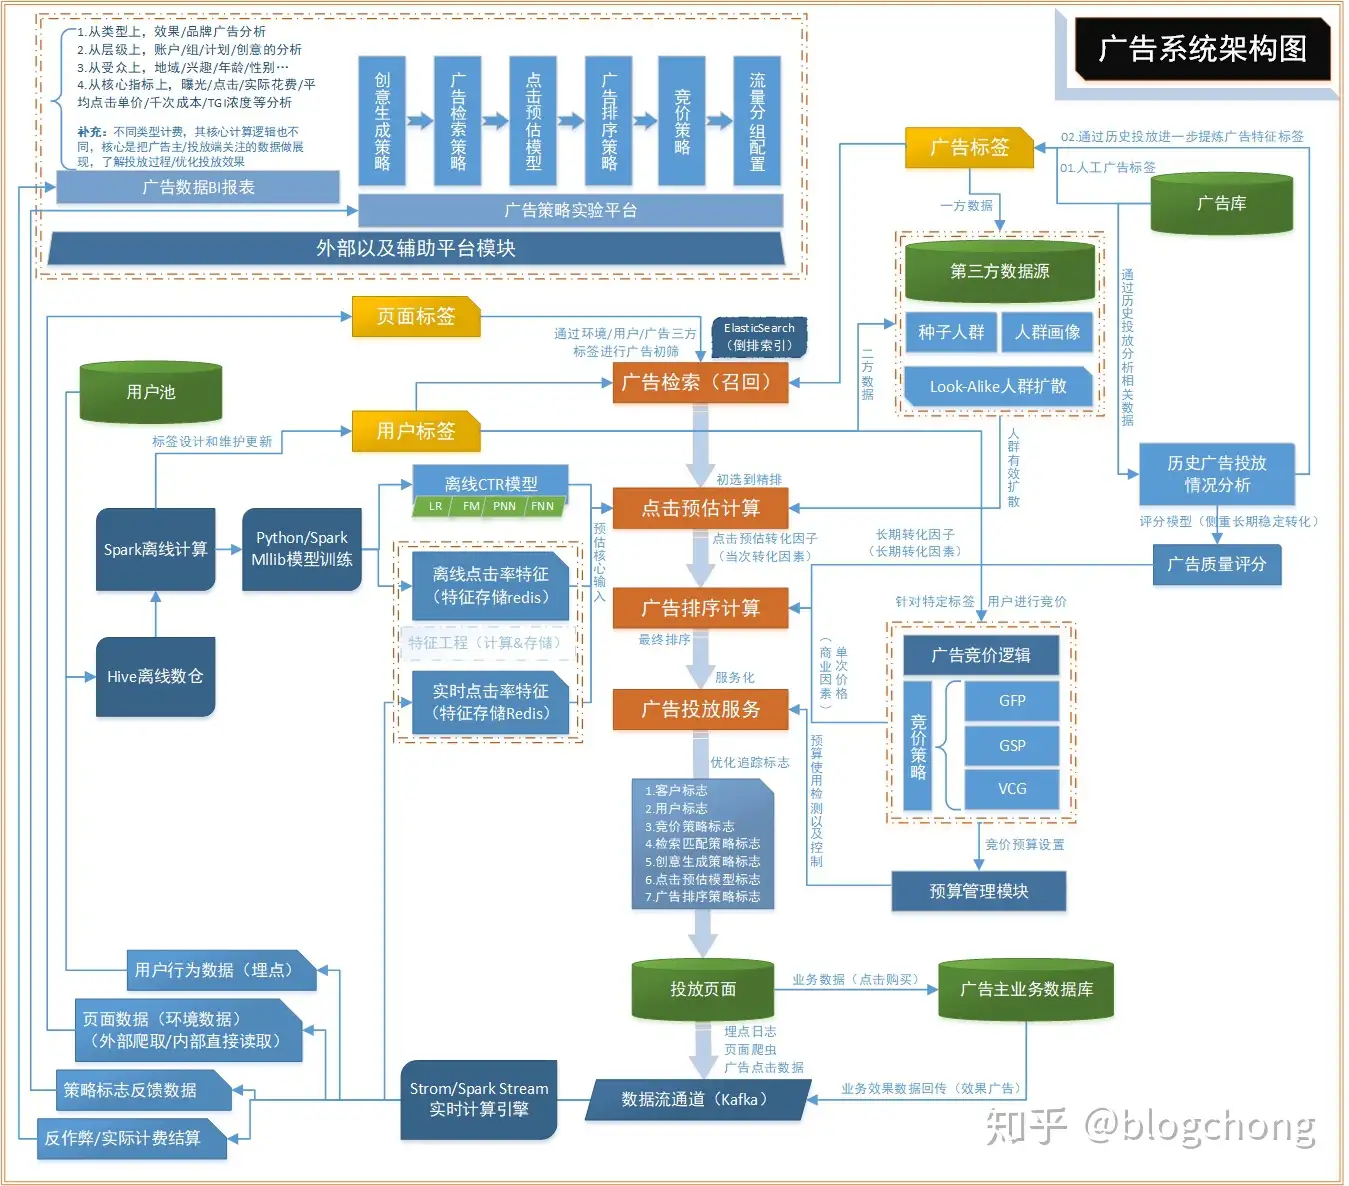 广告系统架构图
1.从类型上，效果/品牌广告分析
2.从层级上，账户/组/计划/创意的分析
3.从受众上，地域/兴趣/年龄/性别…
4.从核心指标上，曝光/点击/实际花费/平
均点击单价/千次成本/TGI浓度等分析
补充：不同类型计费，其核心计算逻辑也不
同，核心是把广告主/投放端关注的数据做展
现，了解投放过程/优化投放效果
广告数据BI报表
创意生成策略
广告检索策略
点击预估模型
广告排序策略
竞价策略
流量分组配置
广告策略实验平台
外部以及辅助平台模块
广告标签
02.通过历史投放进一步提炼广告特征标签
01.人工广告标签
广告库
一方数据
第三方数据源
种子人群
人群画像
Look-Alike人群扩散
二方数据
通过历史投放分析相关数据
人群有效扩散
历史广告投放
情况分析
评分模型（侧重长期稳定转化）
广告质量评分
页面标签
通过环境/用户/广告三方
标签进行广告初筛
ElasticSearch
（倒排索引）
广告检索（召回）
用户池
用户标签
标签设计和维护更新
初选到精排
离线CTR模型
LR
FM
PNN
FNN
点击预估计算
预估核心输入
点击预估转化因子
（当次转化因素）
长期转化因子
（长期转化因素）
Spark离线计算
Python/Spark
Mllib模型训练
离线点击率特征
（特征存储redis）
特征工程（计算&存储）
实时点击率特征
（特征存储Redis）
Hive离线数仓
广告排序计算
最终排序
服务化
针对特定标签
用户进行竞价
单次价格
（商业因素）
广告竞价逻辑
竞价策略
GFP
GSP
VCG
广告投放服务
优化追踪标志
预算使用检测以及控制
1.客户标志
2.用户标志
3.竞价策略标志
4.检索匹配策略标志
5.创意生成策略标志
6.点击预估模型标志
7.广告排序策略标志
竞价预算设置
预算管理模块
用户行为数据（埋点）
投放页面
业务数据（点击购买）
广告主业务数据库
页面数据（环境数据）
（外部爬取/内部直接读取）
埋点日志
页面爬虫
广告点击数据
策略标志反馈数据
Strom/Spark Stream
实时计算引擎
数据流通道（Kafka）
业务效果数据回传（效果广告）
反作弊/实际计费结算
知乎 @blogchong